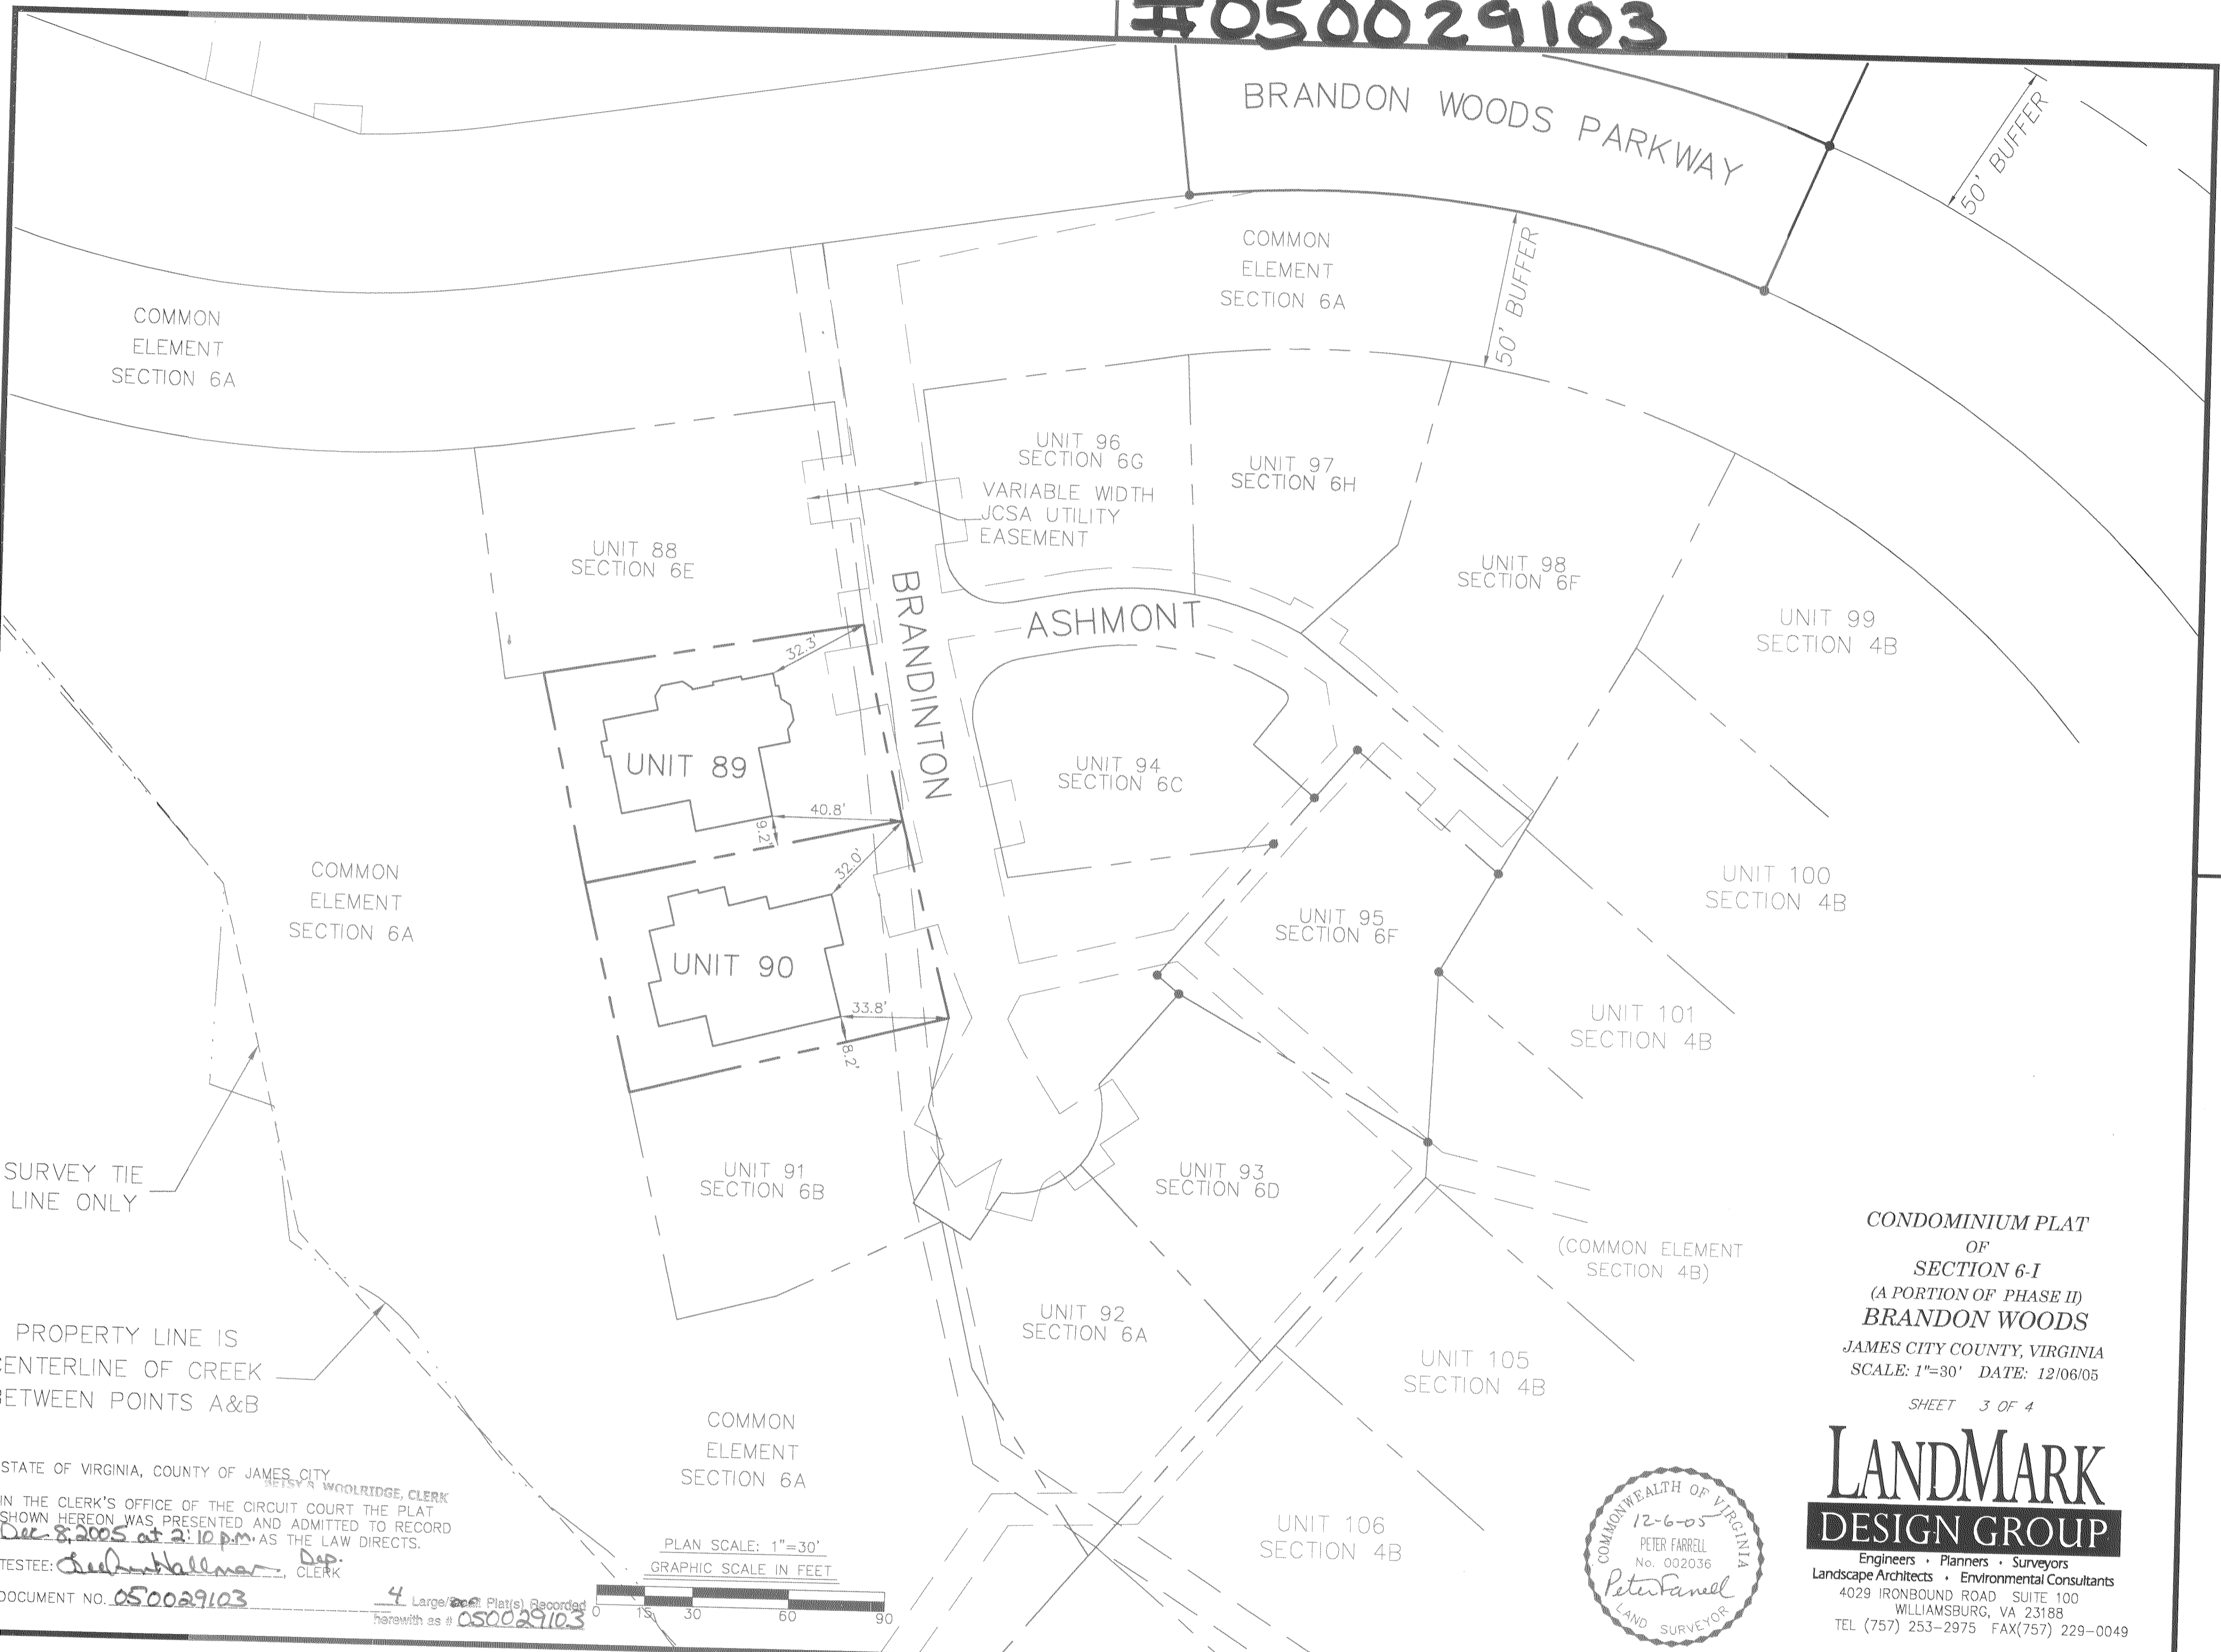 #050029103
BRANDON WOODS PARKWAY
50' BUFFER
COMMON
ELEMENT
SECTION 6A
50' BUFFER
COMMON
ELEMENT
SECTION 6A
UNIT 96
SECTION 6G
UNIT 97
SECTION 6H
VARIABLE WIDTH
JCSA UTILITY
EASEMENT
UNIT 88
SECTION 6E
UNIT 98
SECTION 6F
UNIT 99
SECTION 4B
BRANDINTON
ASHMONT
32.3'
UNIT 89
40.8'
9.2'
UNIT 94
SECTION 6C
32.0'
COMMON
ELEMENT
SECTION 6A
UNIT 100
SECTION 4B
UNIT 95
SECTION 6F
UNIT 90
33.8'
8.2'
UNIT 101
SECTION 4B
SURVEY TIE
LINE ONLY
UNIT 91
SECTION 6B
UNIT 93
SECTION 6D
(COMMON ELEMENT
SECTION 4B)
PROPERTY LINE IS
CENTERLINE OF CREEK
BETWEEN POINTS A&B
UNIT 92
SECTION 6A
UNIT 105
SECTION 4B
COMMON
ELEMENT
SECTION 6A
UNIT 106
SECTION 4B
STATE OF VIRGINIA, COUNTY OF JAMES CITY
BETSY B. WOOLRIDGE, CLERK
IN THE CLERK'S OFFICE OF THE CIRCUIT COURT THE PLAT
SHOWN HEREON WAS PRESENTED AND ADMITTED TO RECORD
Dec 8, 2005 at 2:10 p.m. AS THE LAW DIRECTS.
TESTEE: , Dep. CLERK
DOCUMENT NO. 050029103
4 Large/ Plat(s) Recorded
herewith as # 050029103
PLAN SCALE: 1"=30'
GRAPHIC SCALE IN FEET
0 15 30 60 90
CONDOMINIUM PLAT
OF
SECTION 6-I
(A PORTION OF PHASE II)
BRANDON WOODS
JAMES CITY COUNTY, VIRGINIA
SCALE: 1"=30' DATE: 12/06/05
SHEET 3 OF 4
LANDMARK
DESIGN GROUP
Engineers • Planners • Surveyors
Landscape Architects • Environmental Consultants
4029 IRONBOUND ROAD SUITE 100
WILLIAMSBURG, VA 23188
TEL (757) 253-2975 FAX(757) 229-0049
COMMONWEALTH OF VIRGINIA
12-6-05
PETER FARRELL
No. 002036
Peter Farrell
LAND SURVEYOR